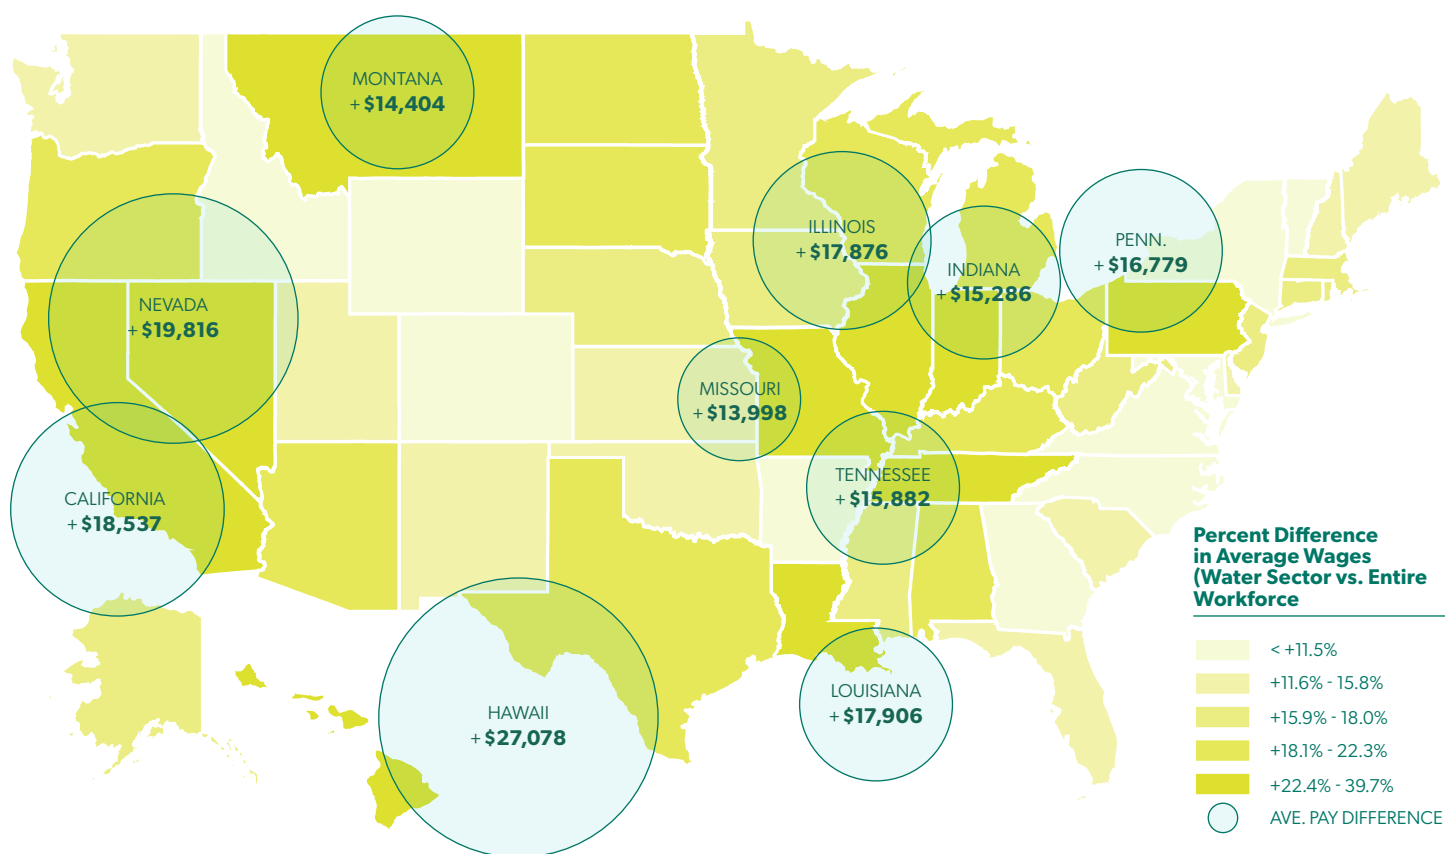 MONTANA
+ $14,404
ILLINOIS
+ $17,876
PENN.
+ $16,779
INDIANA
+ $15,286
NEVADA
+ $19,816
MISSOURI
+ $13,998
TENNESSEE
+ $15,882
CALIFORNIA
+ $18,537
LOUISIANA
+ $17,906
HAWAII
+ $27,078
Percent Difference
in Average Wages
(Water Sector vs. Entire
Workforce
< +11.5%
+11.6% - 15.8%
+15.9% - 18.0%
+18.1% - 22.3%
+22.4% - 39.7%
AVE. PAY DIFFERENCE